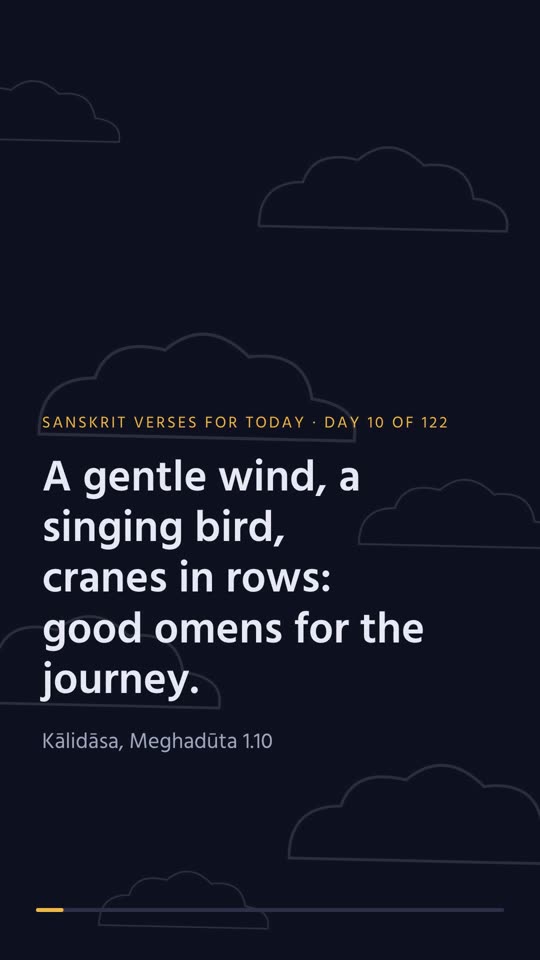 SANSKRIT VERSES FOR TODAY · DAY 10 OF 122
A gentle wind, a
singing bird,
cranes in rows:
good omens for the
journey.
Kālidāsa, Meghadūta 1.10